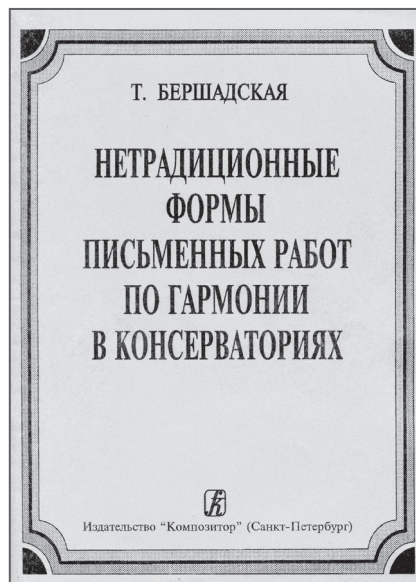 Т. БЕРШАДСКАЯ
НЕТРАДИЦИОННЫЕ
ФОРМЫ
ПИСЬМЕННЫХ РАБОТ
ПО ГАРМОНИИ
В КОНСЕРВАТОРИЯХ
Издательство "Композитор" (Санкт-Петербург)